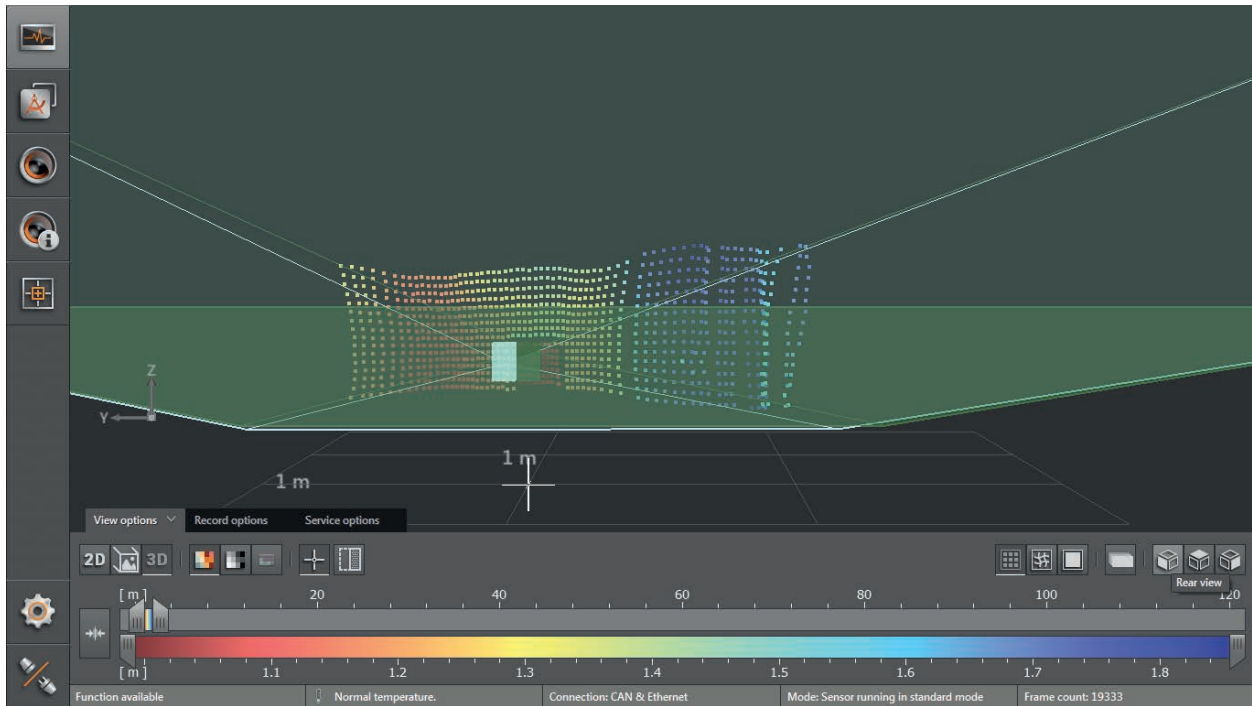 Z
Y
1 m
1 m
View options
Record options
Service options
2D
3D
Rear view
[m] 20 40 60 80 100 120
[m] 1.1 1.2 1.3 1.4 1.5 1.6 1.7 1.8
Function available
Normal temperature.
Connection: CAN & Ethernet
Mode: Sensor running in standard mode
Frame count: 19333